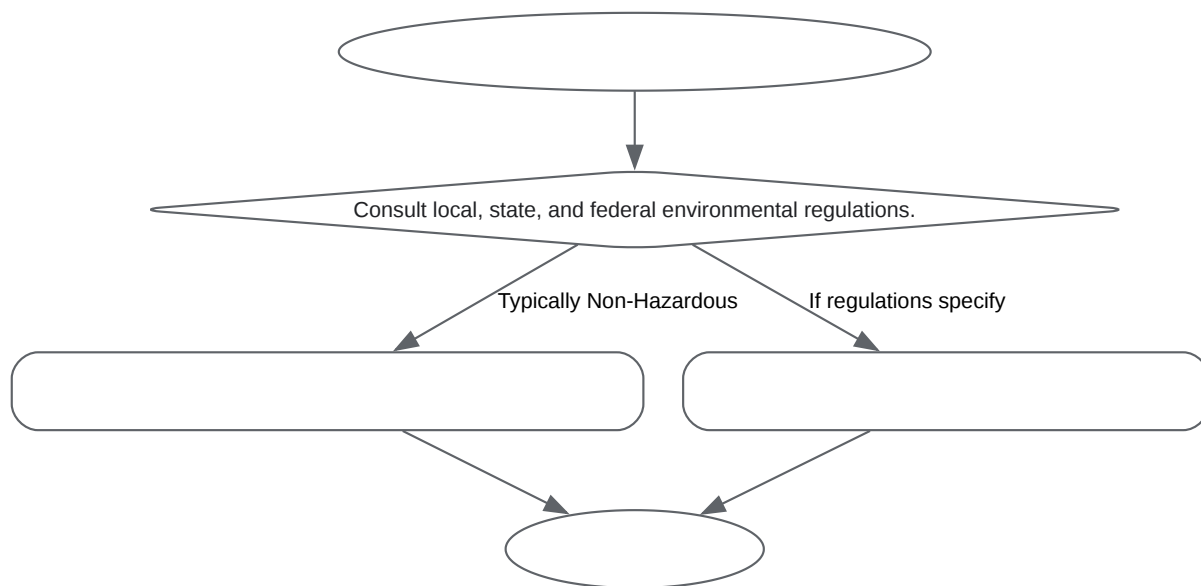 Consult local, state, and federal environmental regulations.
Typically Non-Hazardous
If regulations specify